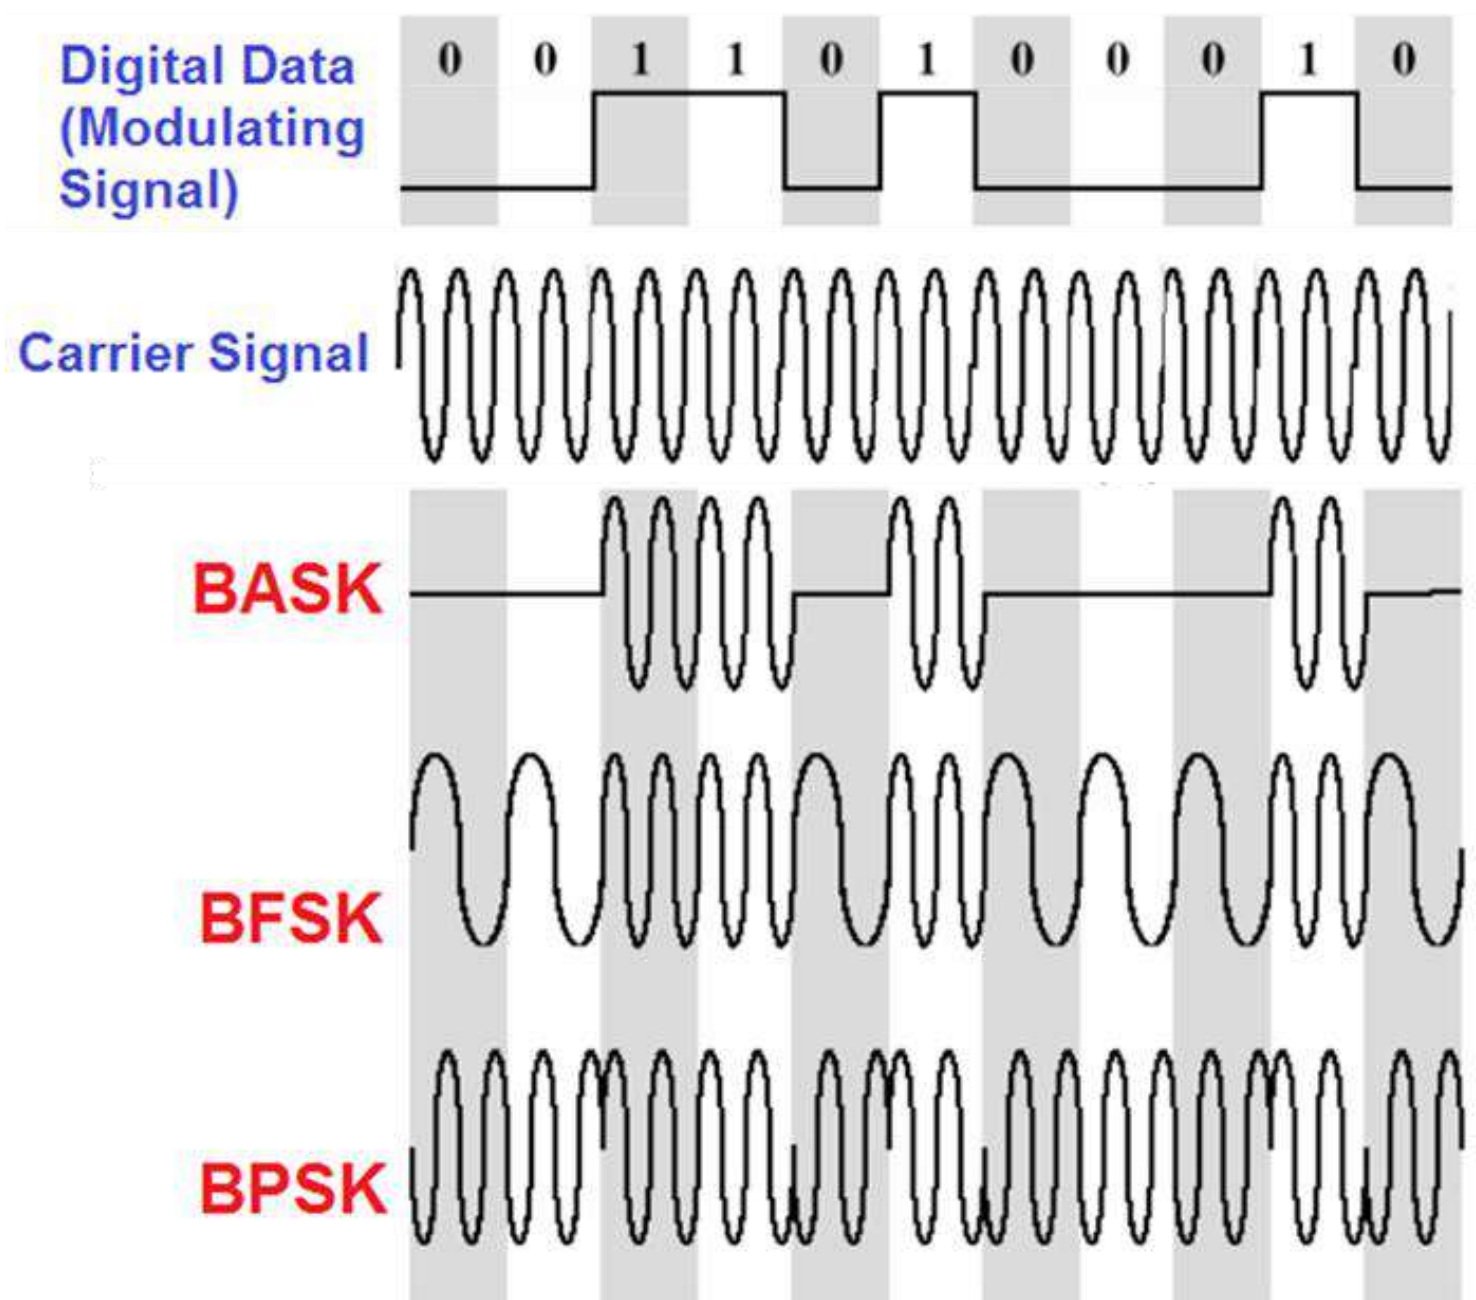 Digital Data
(Modulating
Signal)
0 0 1 1 0 1 0 0 0 1 0
Carrier Signal
BASK
BFSK
BPSK